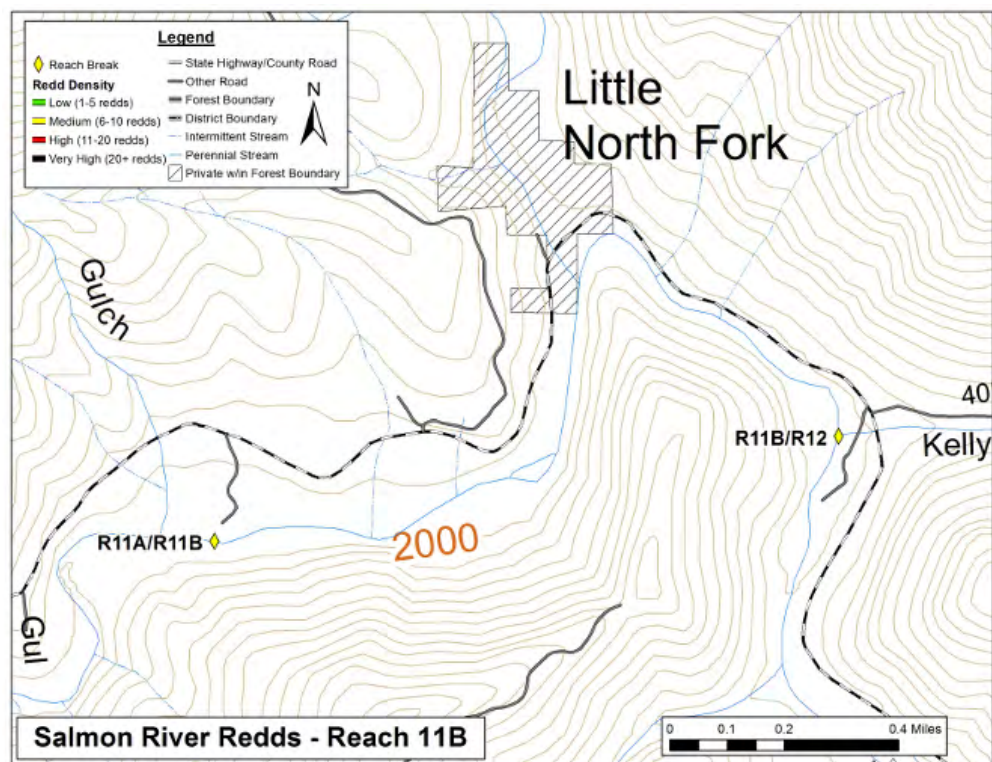 Legend
Reach Break
Redd Density
Low (1-5 redds)
Medium (6-10 redds)
High (11-20 redds)
Very High (20+ redds)
State Highway/County Road
Other Road
Forest Boundary
District Boundary
Intermittent Stream
Perennial Stream
Private w/in Forest Boundary
N
Little
North Fork
Gulch
40
R11B/R12
Kelly
R11A/R11B
2000
Gul
Salmon River Redds - Reach 11B
0 0.1 0.2 0.4 Miles